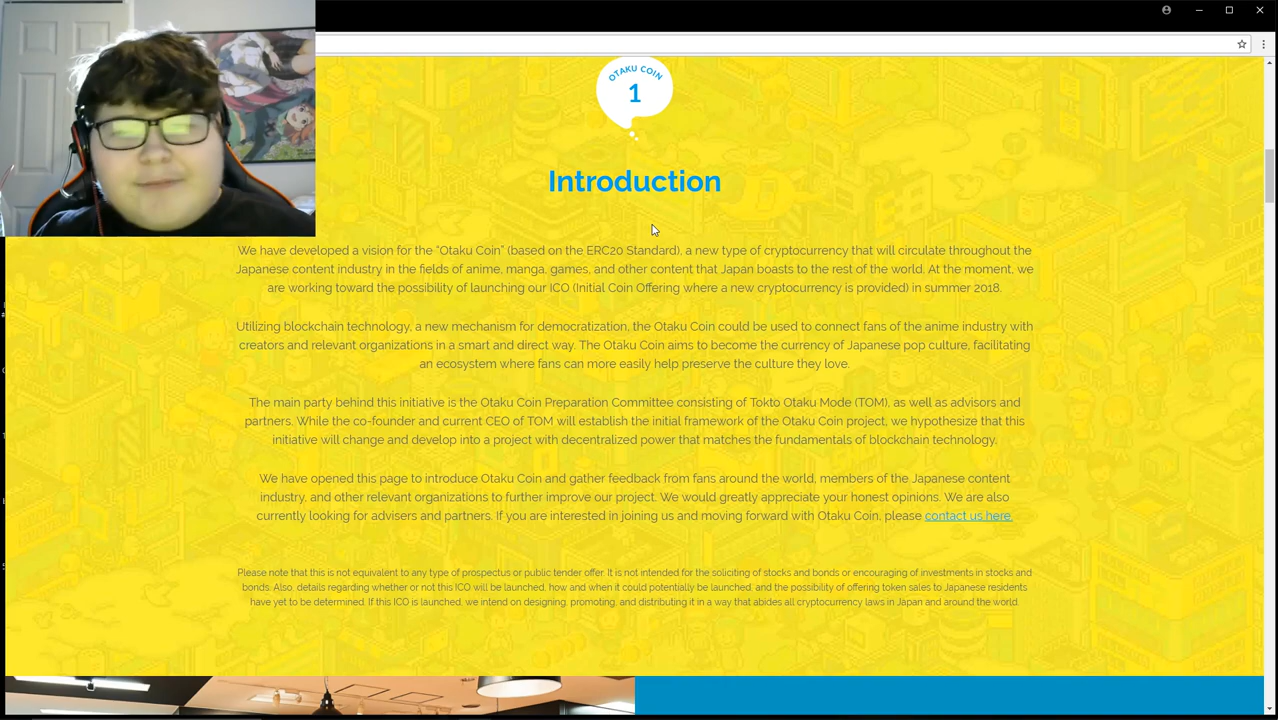 OTAKU COIN
1
Introduction
We have developed a vision for the "Otaku Coin" (based on the ERC20 Standard), a new type of cryptocurrency that will circulate throughout the
Japanese content industry in the fields of anime, manga, games, and other content that Japan boasts to the rest of the world. At the moment, we
are working toward the possibility of launching our ICO (Initial Coin Offering where a new cryptocurrency is provided) in summer 2018.
Utilizing blockchain technology, a new mechanism for democratization, the Otaku Coin could be used to connect fans of the anime industry with
creators and relevant organizations in a smart and direct way. The Otaku Coin aims to become the currency of Japanese pop culture, facilitating
an ecosystem where fans can more easily help preserve the culture they love.
The main party behind this initiative is the Otaku Coin Preparation Committee consisting of Tokto Otaku Mode (TOM), as well as advisors and
partners. While the co-founder and current CEO of TOM will establish the initial framework of the Otaku Coin project, we hypothesize that this
initiative will change and develop into a project with decentralized power that matches the fundamentals of blockchain technology.
We have opened this page to introduce Otaku Coin and gather feedback from fans around the world, members of the Japanese content
industry, and other relevant organizations to further improve our project. We would greatly appreciate your honest opinions. We are also
currently looking for advisers and partners. If you are interested in joining us and moving forward with Otaku Coin, please contact us here.
Please note that this is not equivalent to any type of prospectus or public tender offer. It is not intended for the soliciting of stocks and bonds or encouraging of investments in stocks and
bonds. Also, details regarding whether or not this ICO will be launched, how and when it could potentially be launched, and the possibility of offering token sales to Japanese residents
have yet to be determined. If this ICO is launched, we intend on designing, promoting, and distributing it in a way that abides all cryptocurrency laws in Japan and around the world.